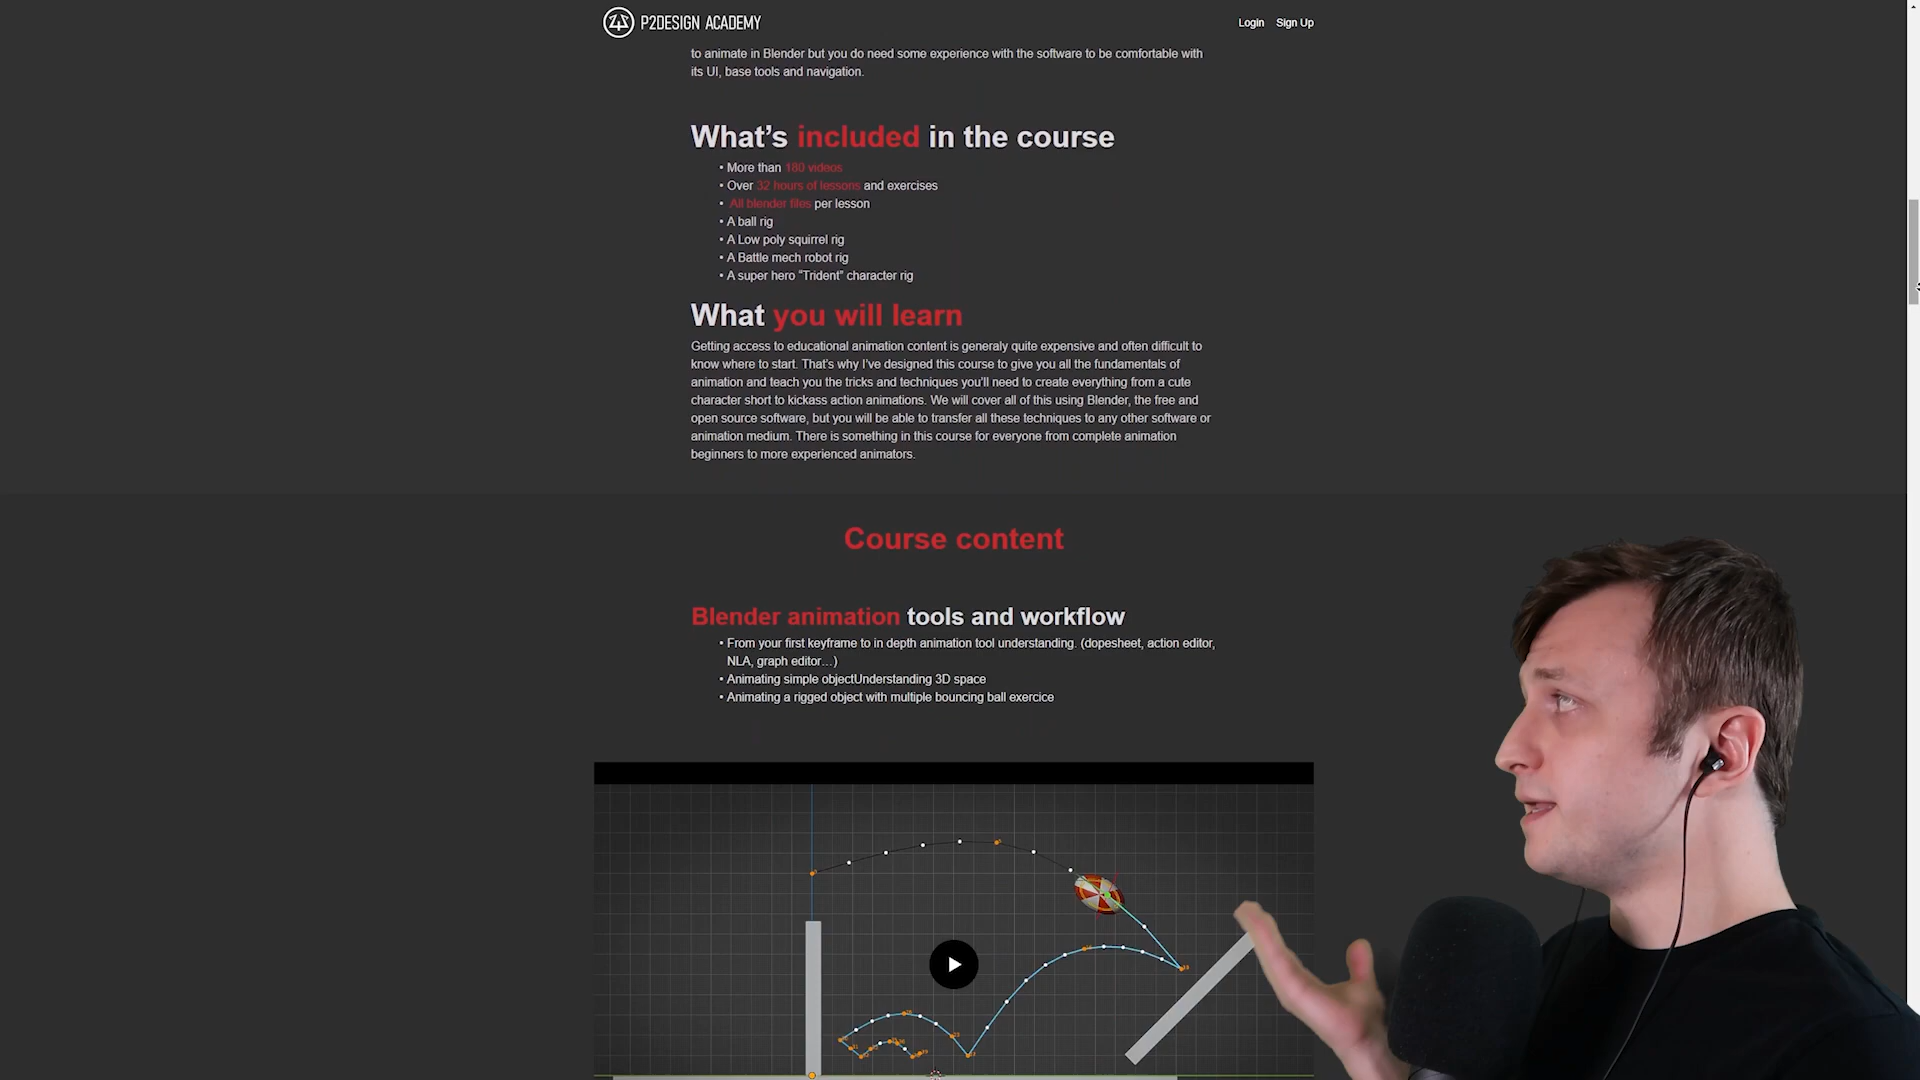 P2DESIGN ACADEMY
Login Sign Up
to animate in Blender but you do need some experience with the software to be comfortable with
its UI, base tools and navigation.
What's included in the course
• More than 180 videos
• Over 32 hours of lessons and exercises
• All blender files per lesson
• A ball rig
• A Low poly squirrel rig
• A Battle mech robot rig
• A super hero “Trident” character rig
What you will learn
Getting access to educational animation content is generaly quite expensive and often difficult to
know where to start. That's why I've designed this course to give you all the fundamentals of
animation and teach you the tricks and techniques you'll need to create everything from a cute
character short to kickass action animations. We will cover all of this using Blender, the free and
open source software, but you will be able to transfer all these techniques to any other software or
animation medium. There is something in this course for everyone from complete animation
beginners to more experienced animators.
Course content
Blender animation tools and workflow
• From your first keyframe to in depth animation tool understanding. (dopesheet, action editor,
NLA, graph editor…)
• Animating simple objectUnderstanding 3D space
• Animating a rigged object with multiple bouncing ball exercice